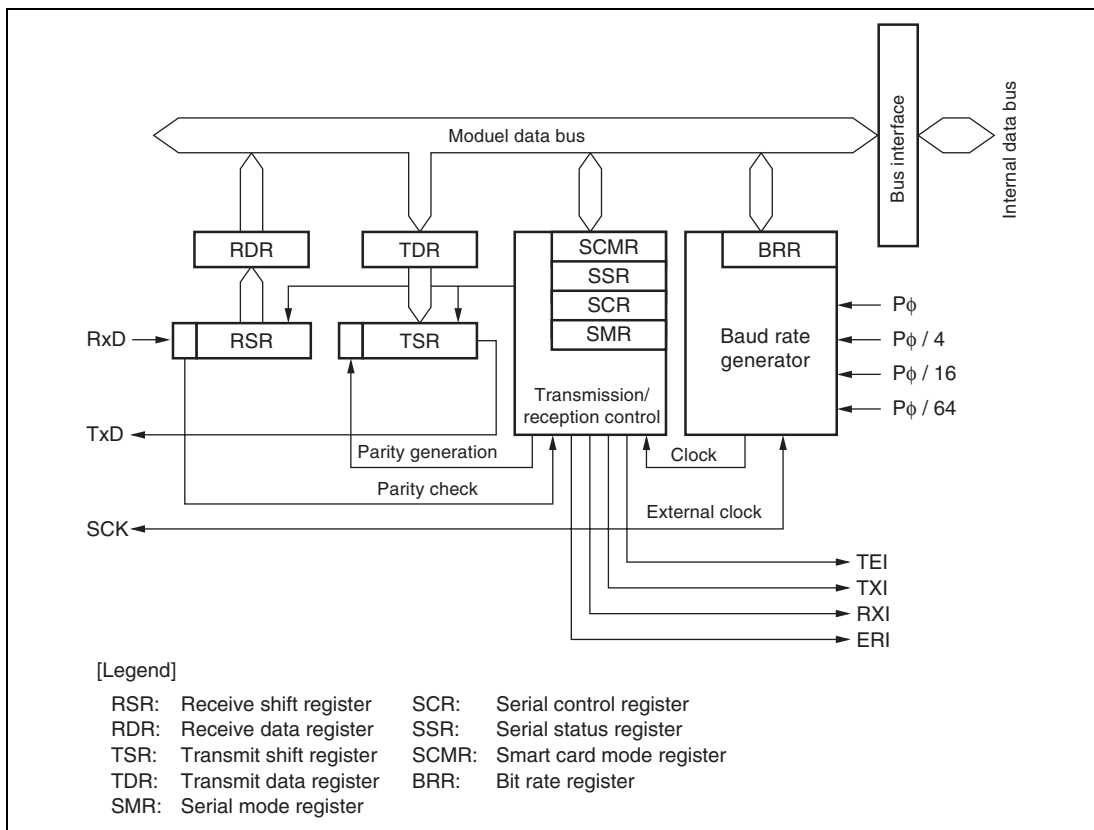 Moduel data bus
Bus interface
Internal data bus
RDR
TDR
SCMR
SSR
SCR
SMR
BRR
RxD
RSR
TSR
Transmission/
reception control
Baud rate
generator
Pϕ
Pϕ / 4
Pϕ / 16
Pϕ / 64
TxD
Parity generation
Clock
Parity check
SCK
External clock
TEI
TXI
RXI
ERI
[Legend]
RSR: Receive shift register
RDR: Receive data register
TSR: Transmit shift register
TDR: Transmit data register
SMR: Serial mode register
SCR: Serial control register
SSR: Serial status register
SCMR: Smart card mode register
BRR: Bit rate register